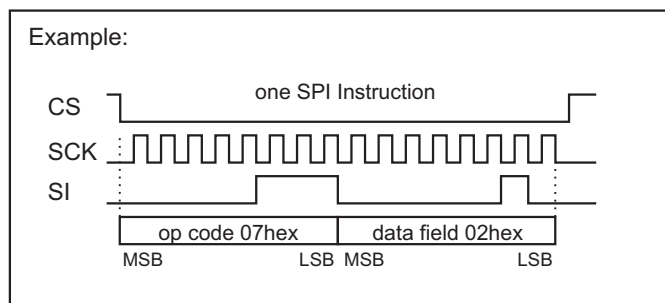 Example:
one SPI Instruction
CS
SCK
SI
op code 07hex data field 02hex
MSB LSB MSB LSB